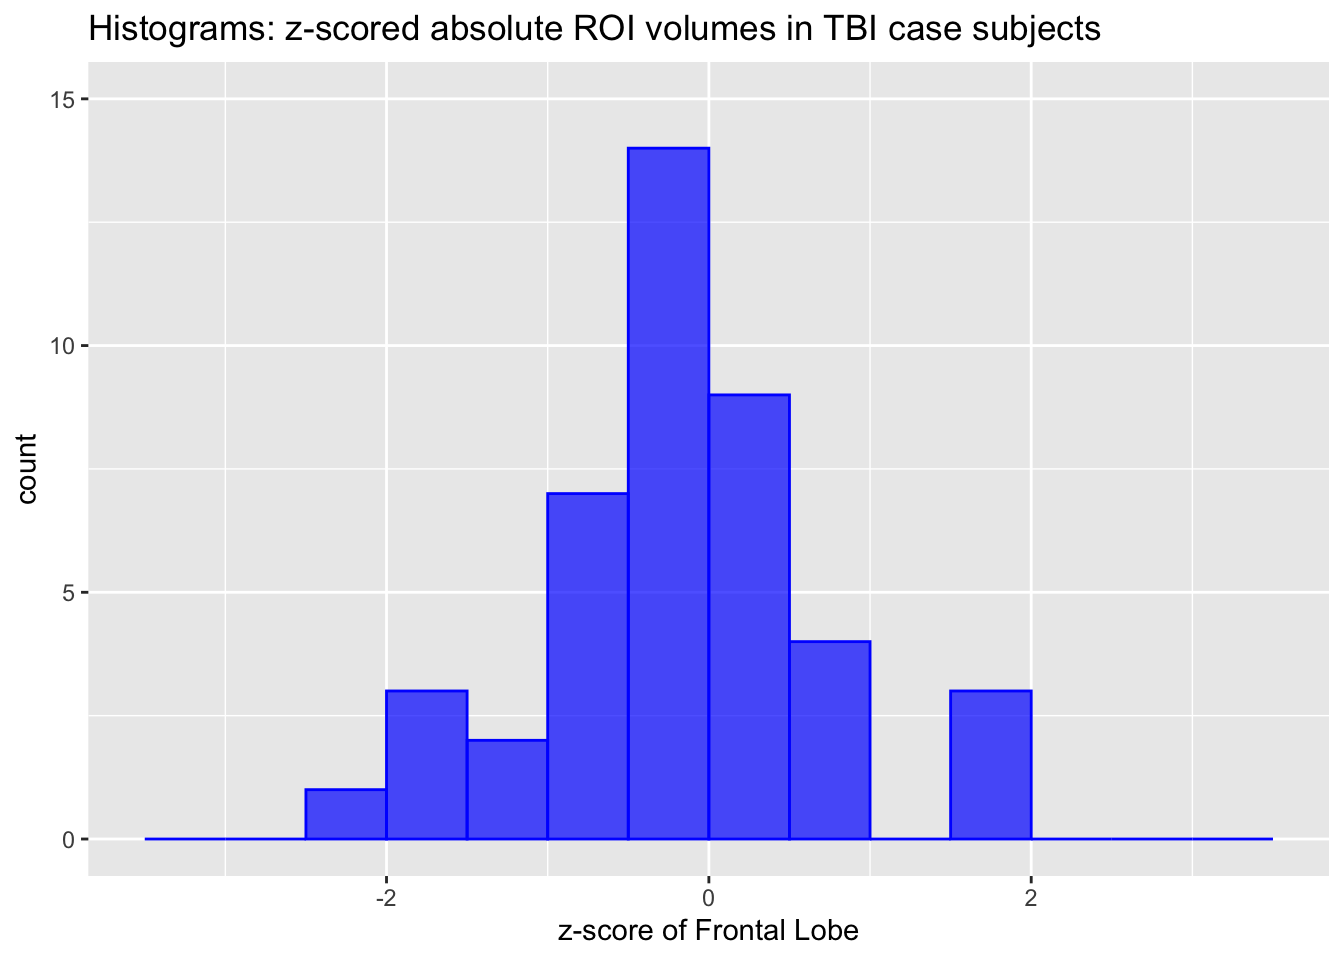 Histograms: z-scored absolute ROI volumes in TBI case subjects
15
10
5
0
count
-2
0
2
z-score of Frontal Lobe